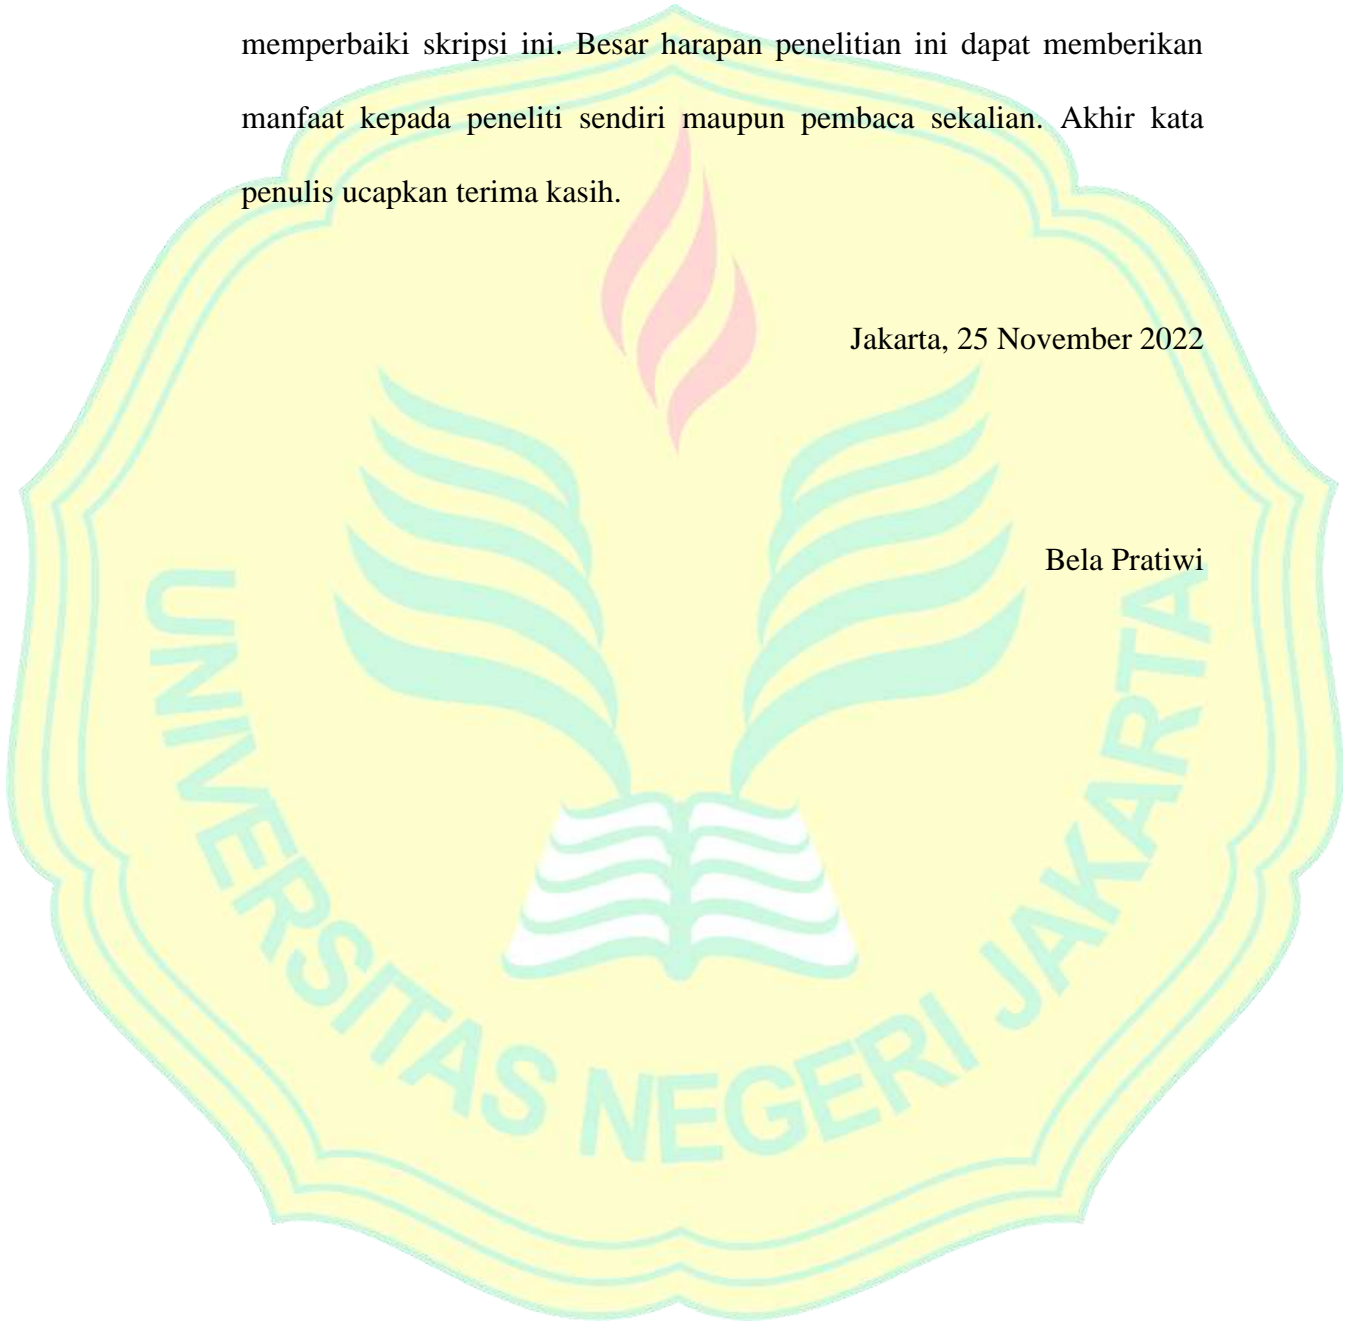 memperbaiki skripsi ini. Besar harapan penelitian ini dapat memberikan
manfaat kepada peneliti sendiri maupun pembaca sekalian. Akhir kata
penulis ucapkan terima kasih.
Jakarta, 25 November 2022
Bela Pratiwi
UNIVERSITAS NEGERI JAKARTA